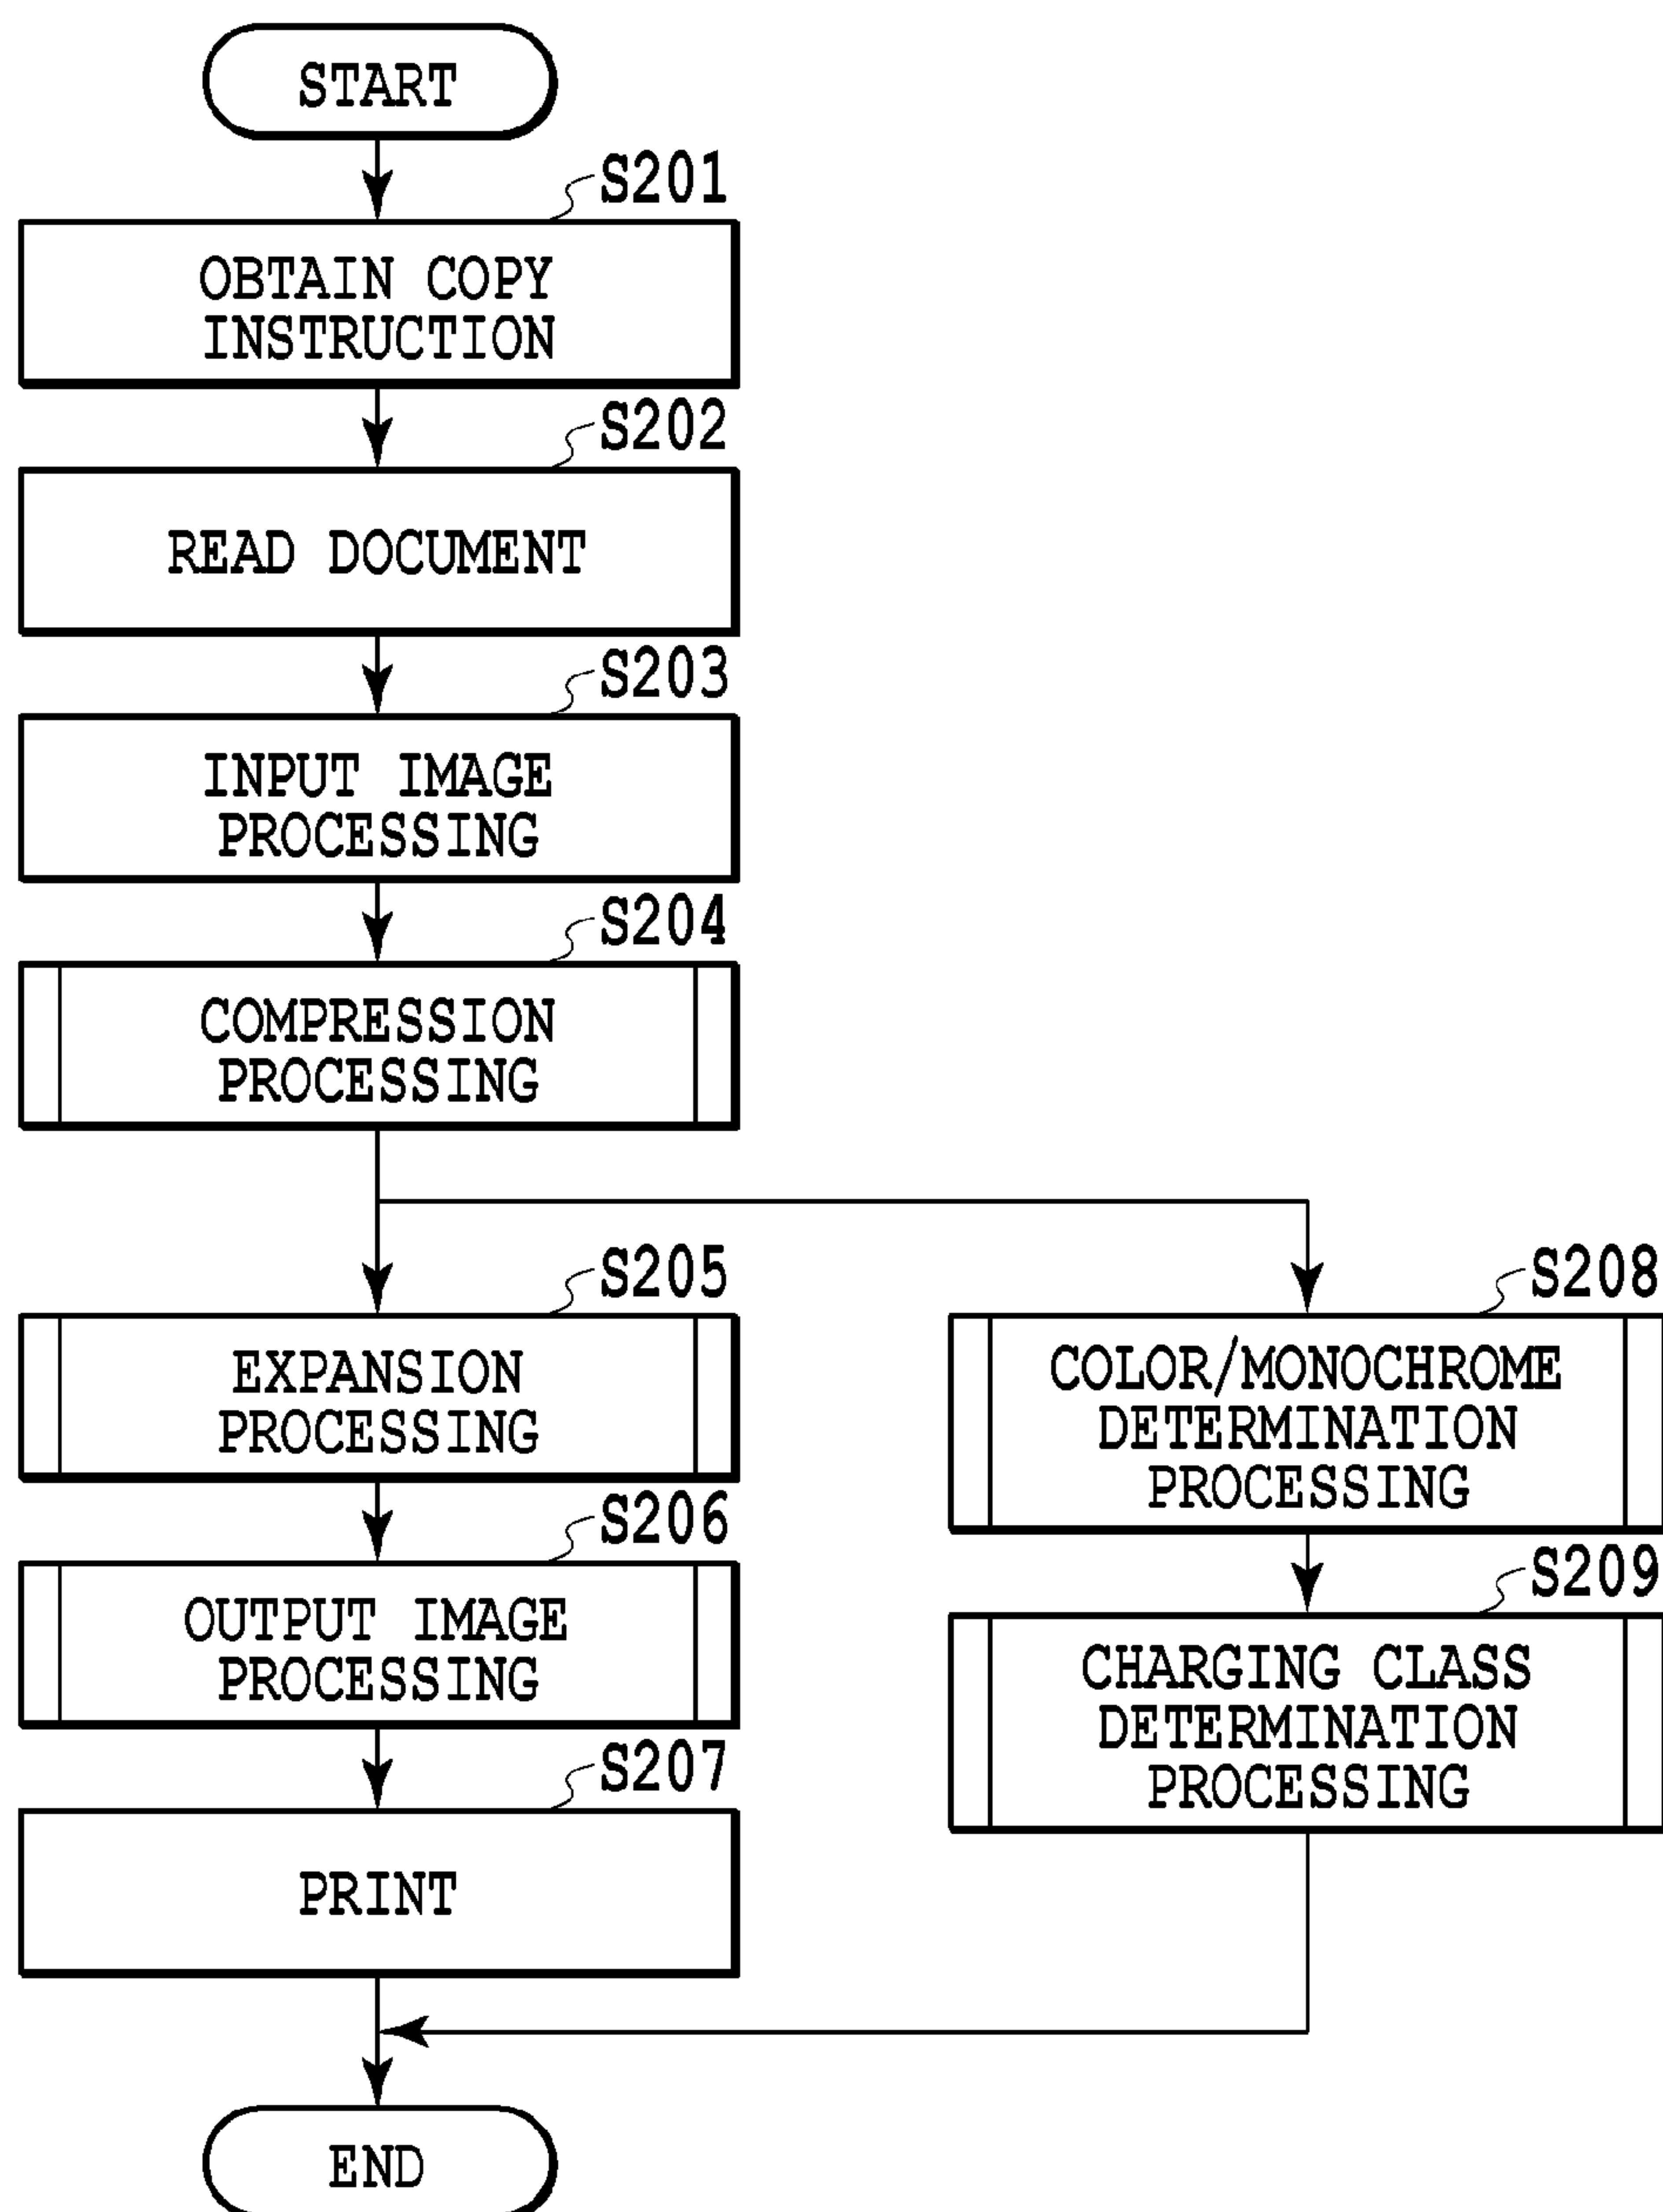 START
S201
OBTAIN COPY
INSTRUCTION
S202
READ DOCUMENT
S203
INPUT IMAGE
PROCESSING
S204
COMPRESSION
PROCESSING
S205
EXPANSION
PROCESSING
S206
OUTPUT IMAGE
PROCESSING
S207
PRINT
S208
COLOR/MONOCHROME
DETERMINATION
PROCESSING
S209
CHARGING CLASS
DETERMINATION
PROCESSING
END